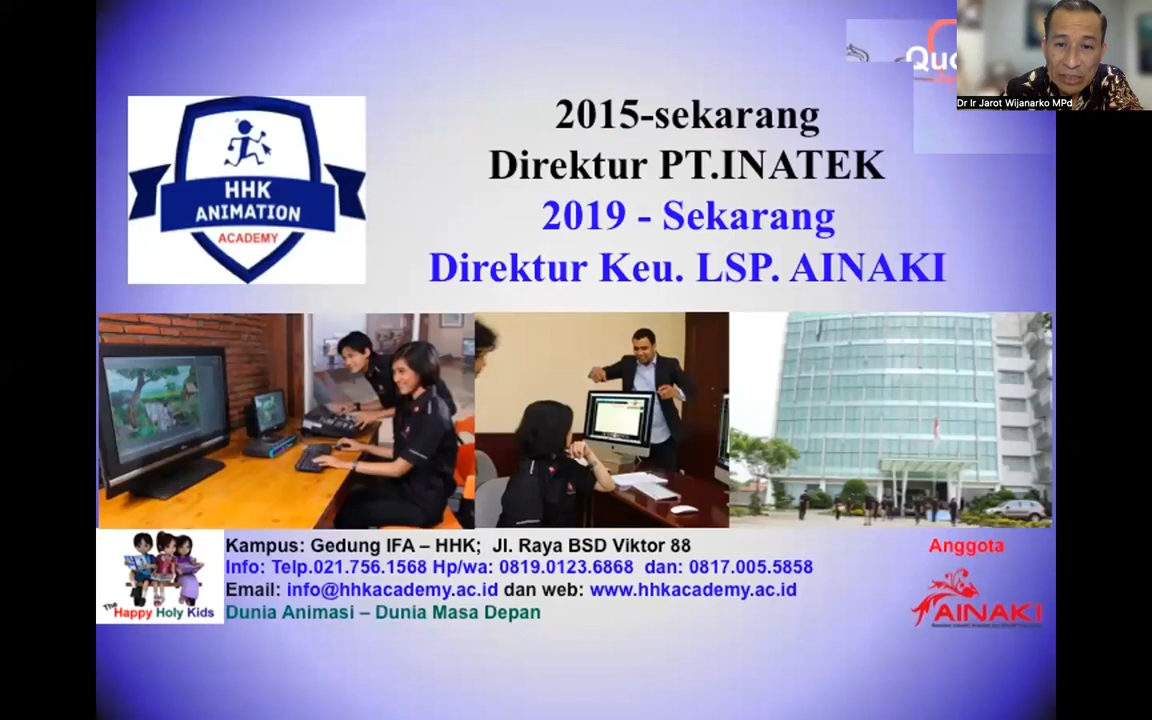 Quo
Dr Ir Jarot Wijanarko MPd
2015-sekarang
Direktur PT.INATEK
2019 - Sekarang
Direktur Keu. LSP. AINAKI
HHK
ANIMATION
ACADEMY
Kampus: Gedung IFA – HHK; Jl. Raya BSD Viktor 88
Info: Telp.021.756.1568 Hp/wa: 0819.0123.6868 dan: 0817.005.5858
Email: info@hhkacademy.ac.id dan web: www.hhkacademy.ac.id
Dunia Animasi – Dunia Masa Depan
The Happy Holy Kids
Anggota
AINAKI